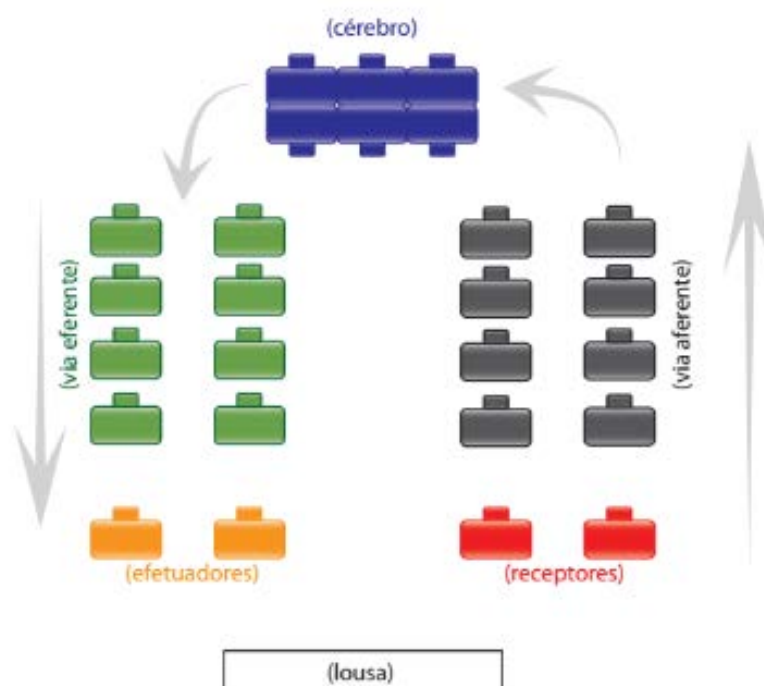 (cérebro)
(via eferente)
(via aferente)
(efetuadores)
(receptores)
(lousa)